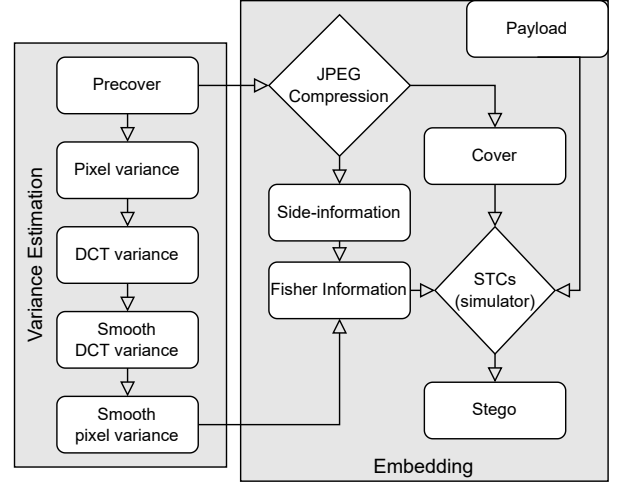 Variance Estimation
Precover
Pixel variance
DCT variance
Smooth
DCT variance
Smooth
pixel variance
Payload
JPEG
Compression
Cover
Side-information
Fisher Information
STCs
(simulator)
Stego
Embedding